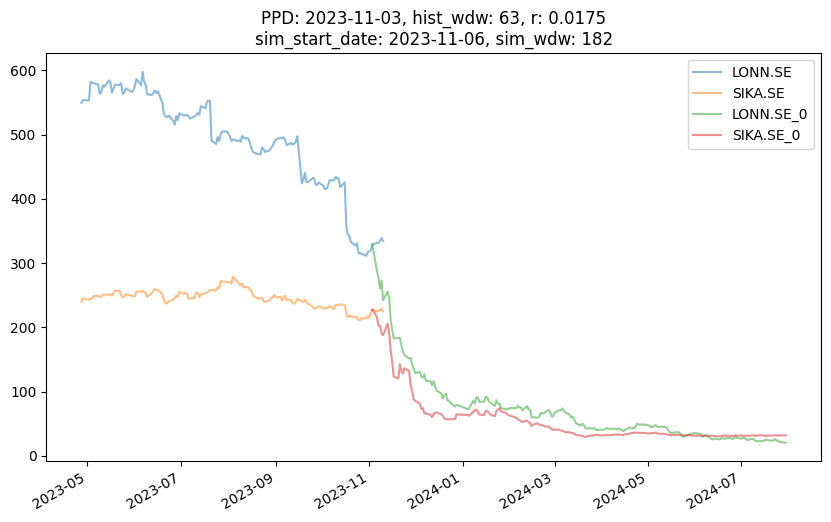 PPD: 2023-11-03, hist_wdw: 63, r: 0.0175
sim_start_date: 2023-11-06, sim_wdw: 182
LONN.SE
SIKA.SE
LONN.SE_0
SIKA.SE_0
600
500
400
300
200
100
0
2023-05
2023-07
2023-09
2023-11
2024-01
2024-03
2024-05
2024-07